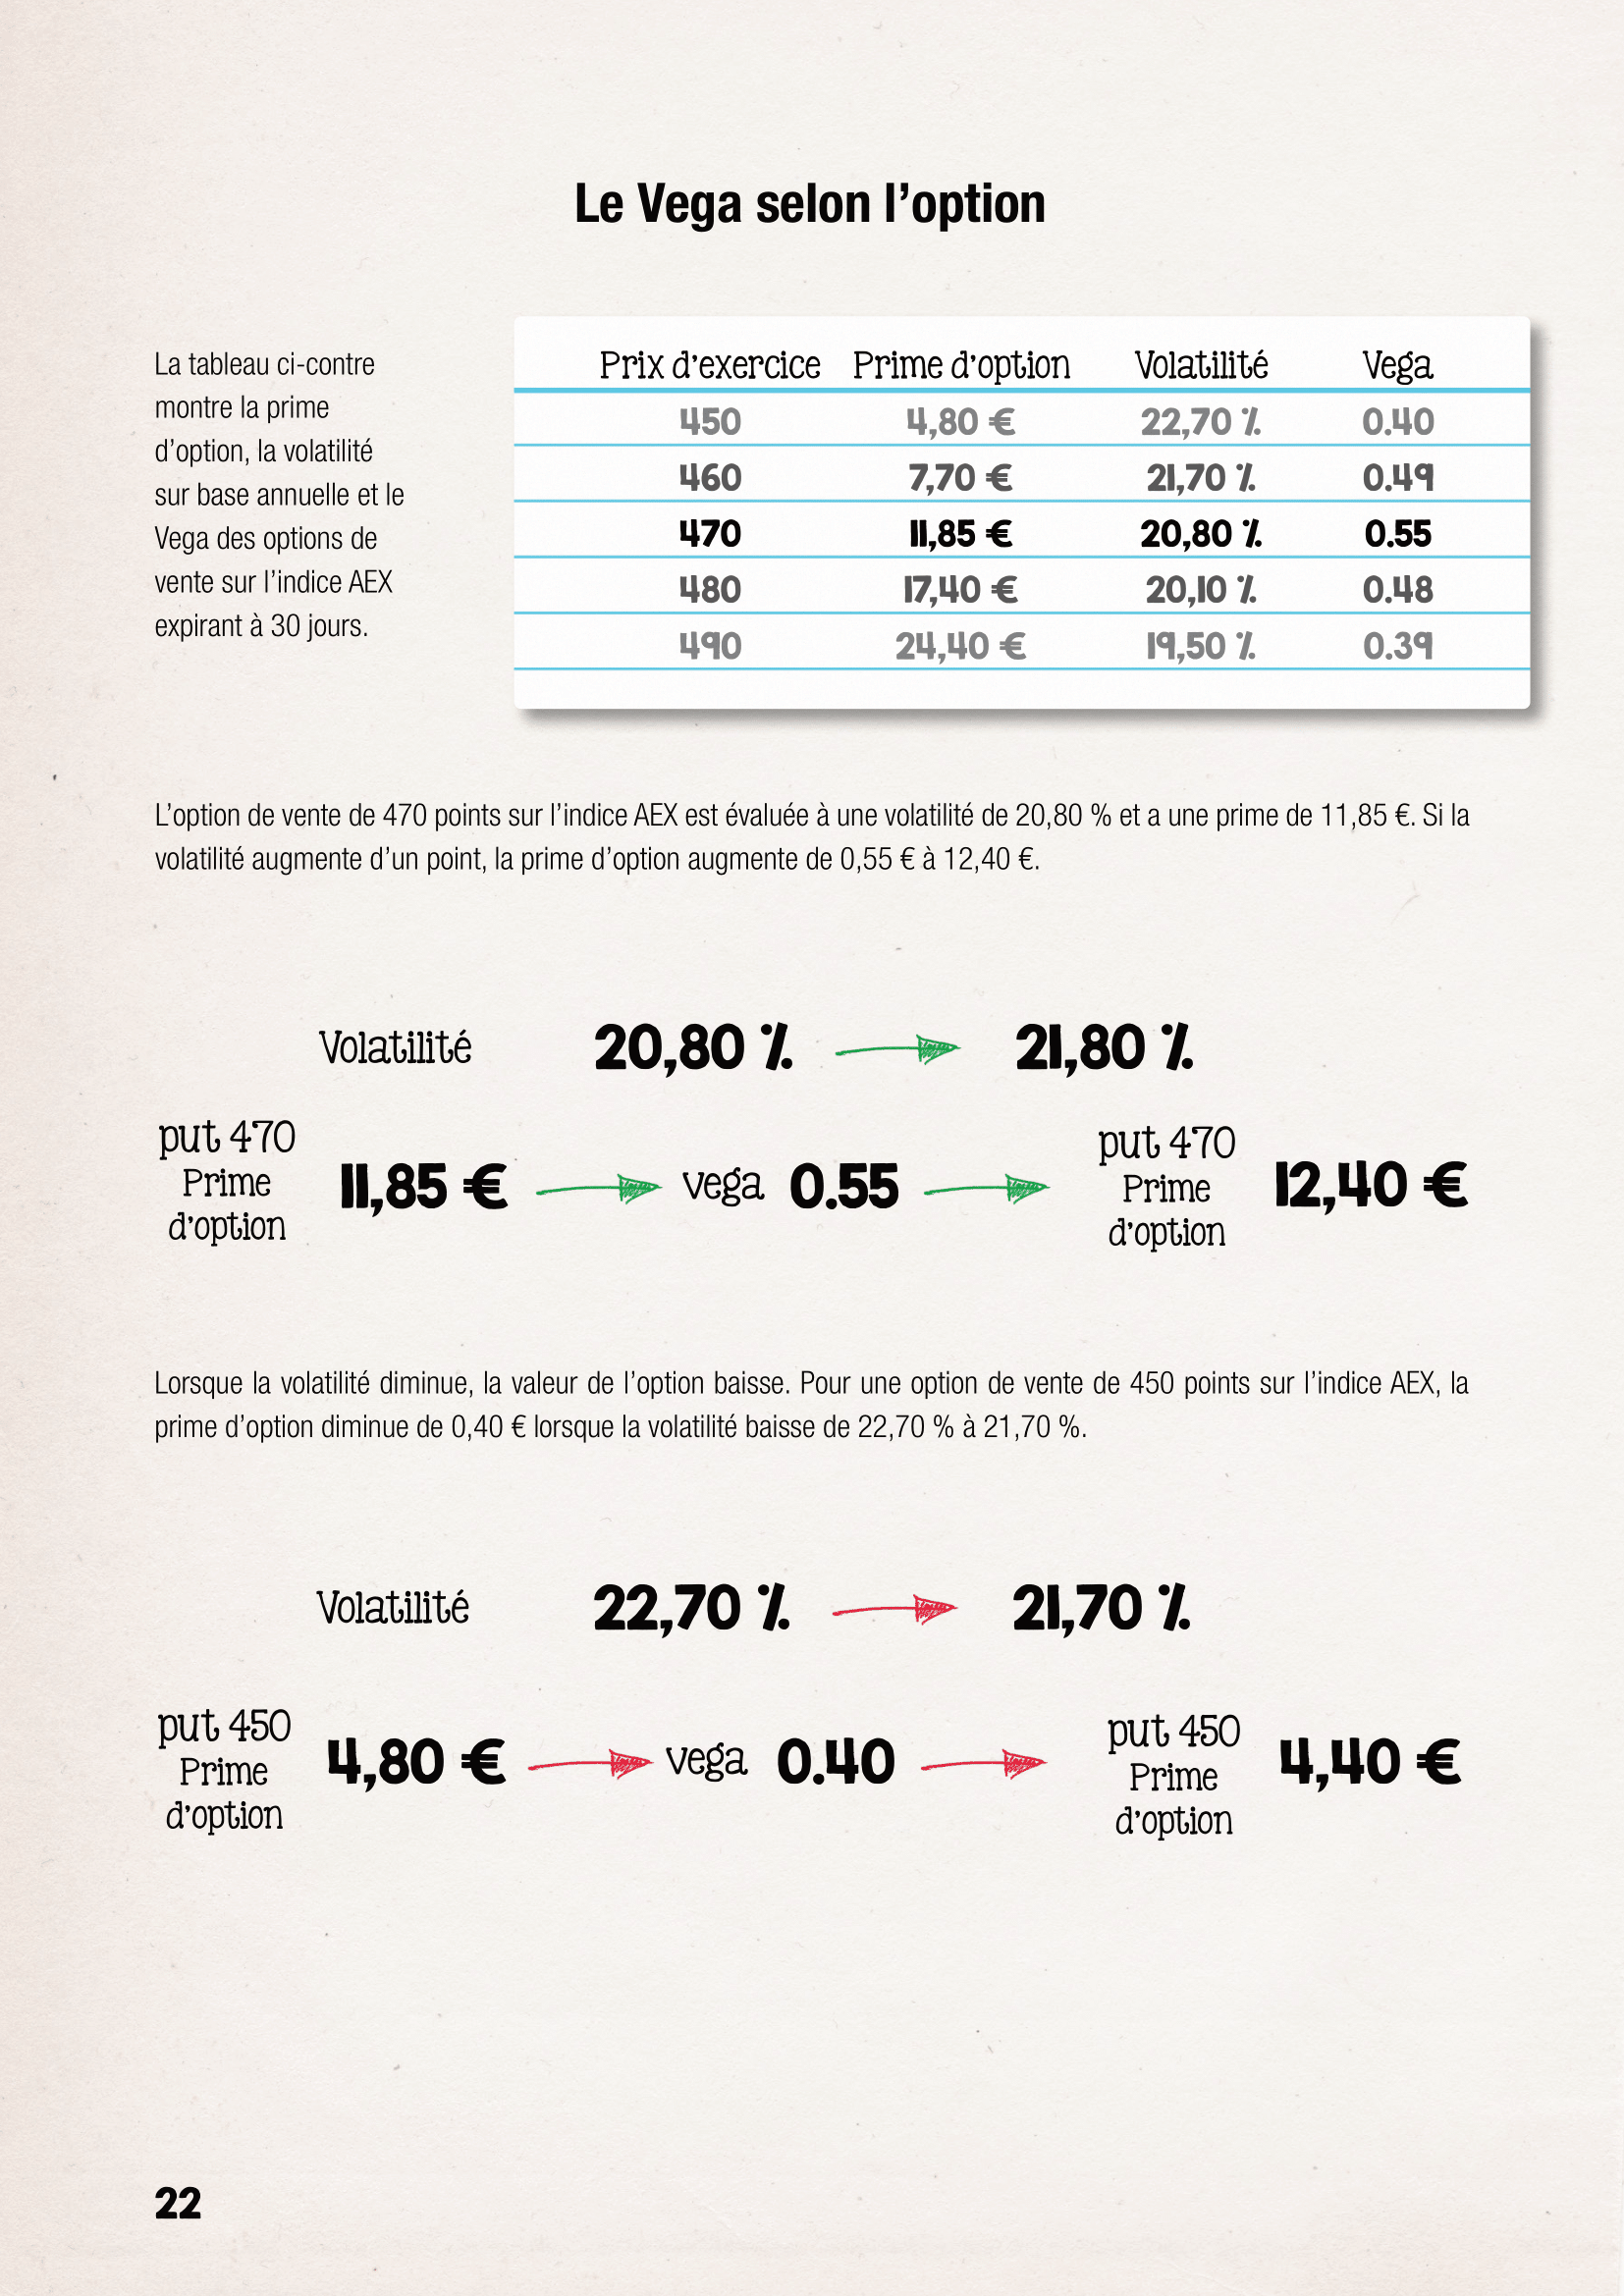 Le Vega selon l’option
La tableau ci-contre
montre la prime
d’option, la volatilité
sur base annuelle et le
Vega des options de
vente sur l’indice AEX
expirant à 30 jours.
Prix d’exercice Prime d’option Volatilité Vega
450 4,80 € 22,70 % 0.40
460 7,70 € 21,70 % 0.49
470 11,85 € 20,80 % 0.55
480 17,40 € 20,10 % 0.48
490 24,40 € 19,50 % 0.39
L’option de vente de 470 points sur l’indice AEX est évaluée à une volatilité de 20,80 % et a une prime de 11,85 €. Si la
volatilité augmente d’un point, la prime d’option augmente de 0,55 € à 12,40 €.
Volatilité 20,80 % 21,80 %
put 470
Prime
d’option
11,85 € vega 0.55
put 470
Prime
d’option
12,40 €
Lorsque la volatilité diminue, la valeur de l’option baisse. Pour une option de vente de 450 points sur l’indice AEX, la
prime d’option diminue de 0,40 € lorsque la volatilité baisse de 22,70 % à 21,70 %.
Volatilité 22,70 % 21,70 %
put 450
Prime
d’option
4,80 € vega 0.40
put 450
Prime
d’option
4,40 €
22